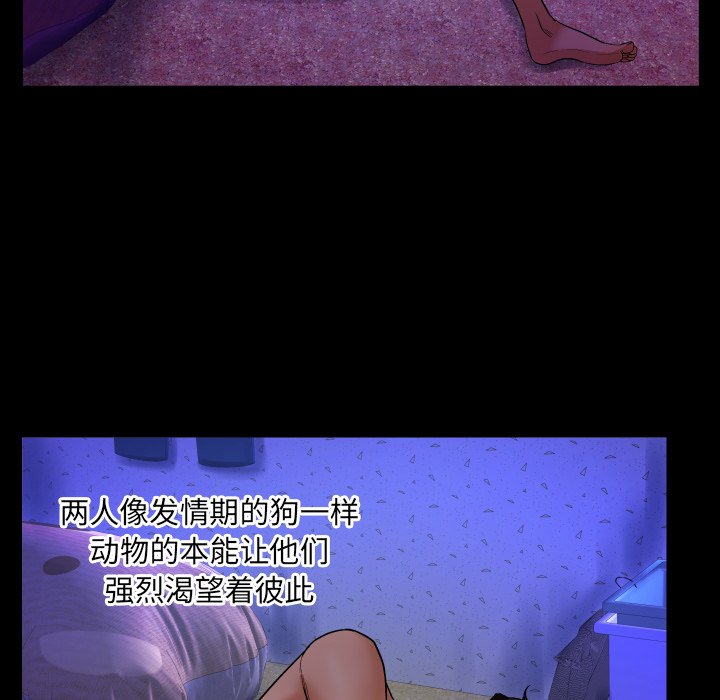 两人像发情期的狗一样
动物的本能让他们
强烈渴望着彼此